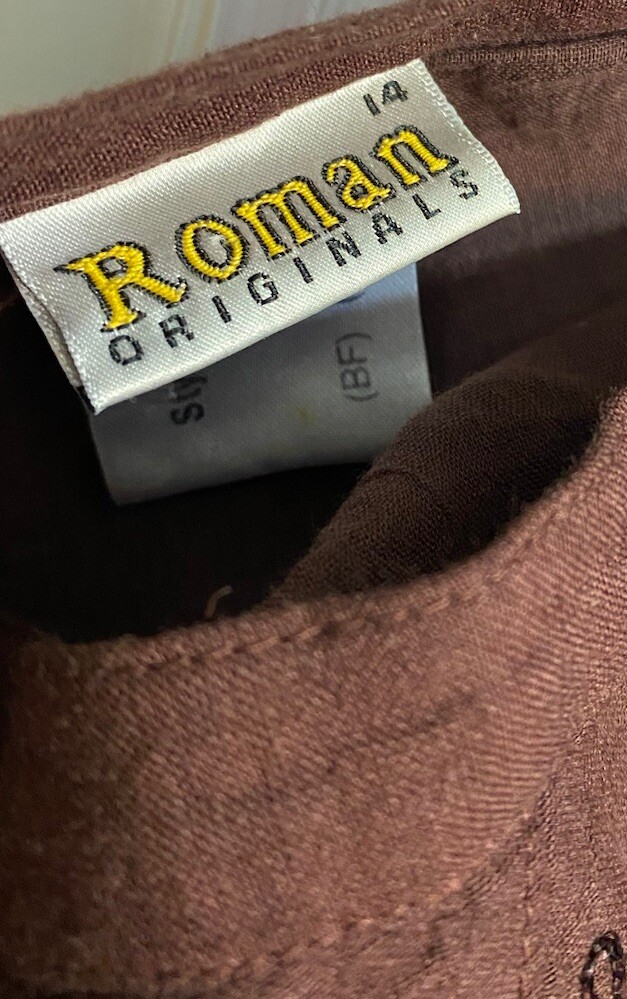 14
Roman
ORIGINALS
(BF)